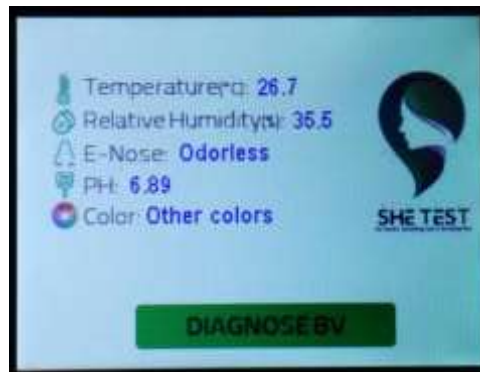 Temperature(°C): 26.7
Relative Humidity(%): 35.5
E-Nose: Odorless
PH: 6.89
Color: Other colors
SHE TEST
DIAGNOSE BV